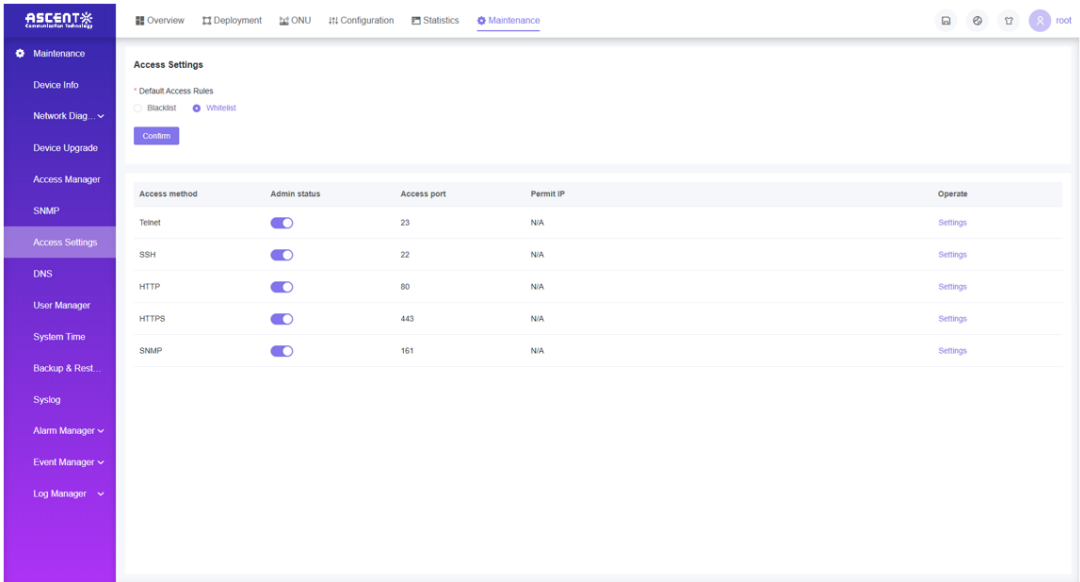 ASCENT
Communication Technology
Overview Deployment ONU Configuration Statistics Maintenance root
Maintenance
Device Info
Network Diag...
Device Upgrade
Access Manager
SNMP
Access Settings
DNS
User Manager
System Time
Backup & Rest...
Syslog
Alarm Manager
Event Manager
Log Manager
Access Settings
* Default Access Rules
Blacklist Whitelist
Confirm
Access method Admin status Access port Permit IP Operate
Telnet 23 N/A Settings
SSH 22 N/A Settings
HTTP 80 N/A Settings
HTTPS 443 N/A Settings
SNMP 161 N/A Settings